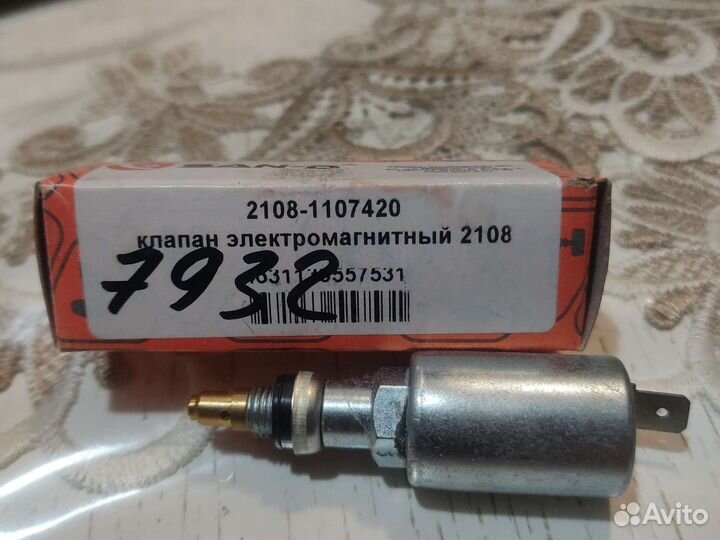 2108-1107420
клапан электромагнитный 2108
7932
Avito